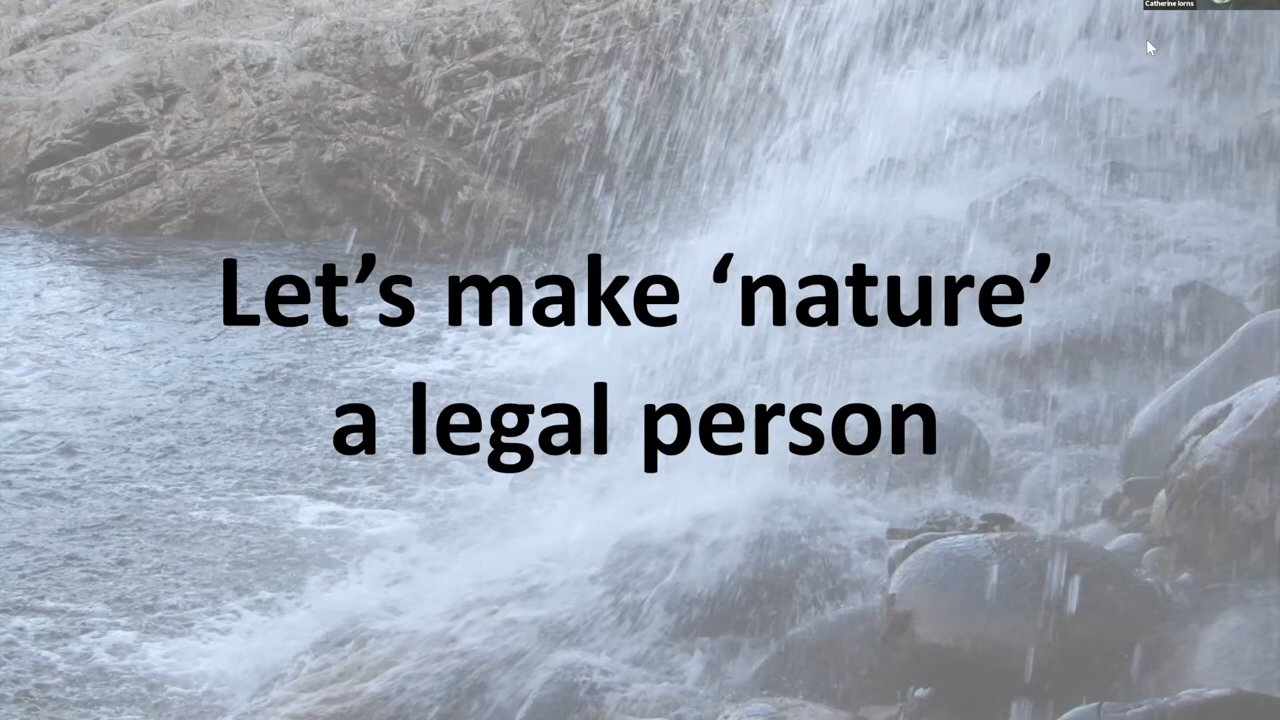 Catherine Iorns
Let’s make ‘nature’
a legal person